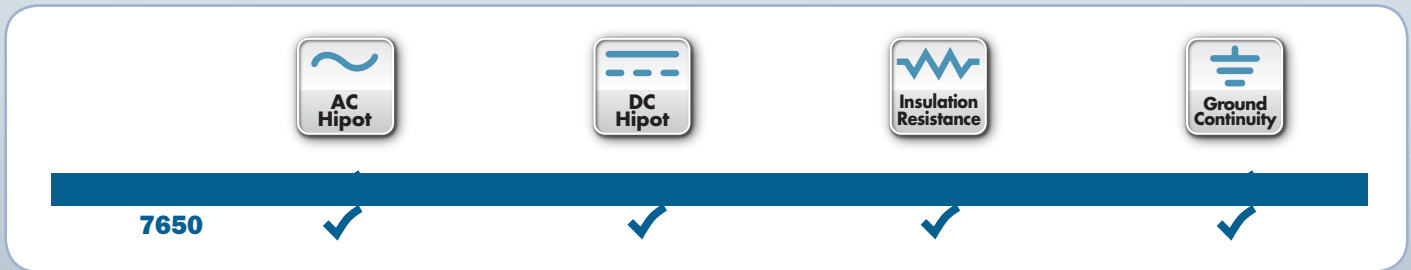 AC
Hipot
DC
Hipot
Insulation
Resistance
Ground
Continuity
7650